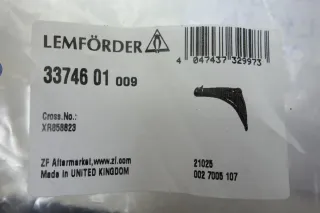 LEMFÖRDER
33746 01 009
4 047437 329973
Cross.No.:
XR858823
ZF Aftermarket,www.zf.com
Made in UNITED KINGDOM
21025
002 7005 107